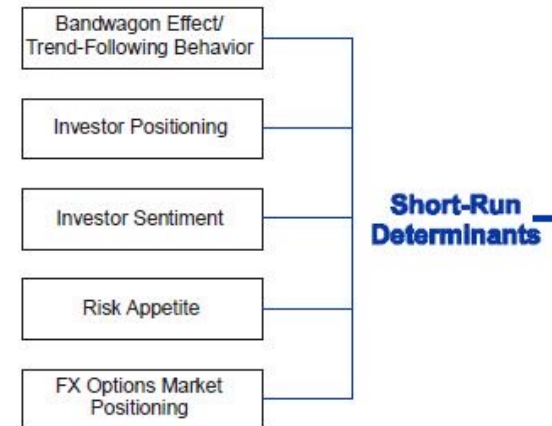 Bandwagon Effect/
Trend-Following Behavior
Investor Positioning
Investor Sentiment
Risk Appetite
FX Options Market
Positioning
Short-Run
Determinants